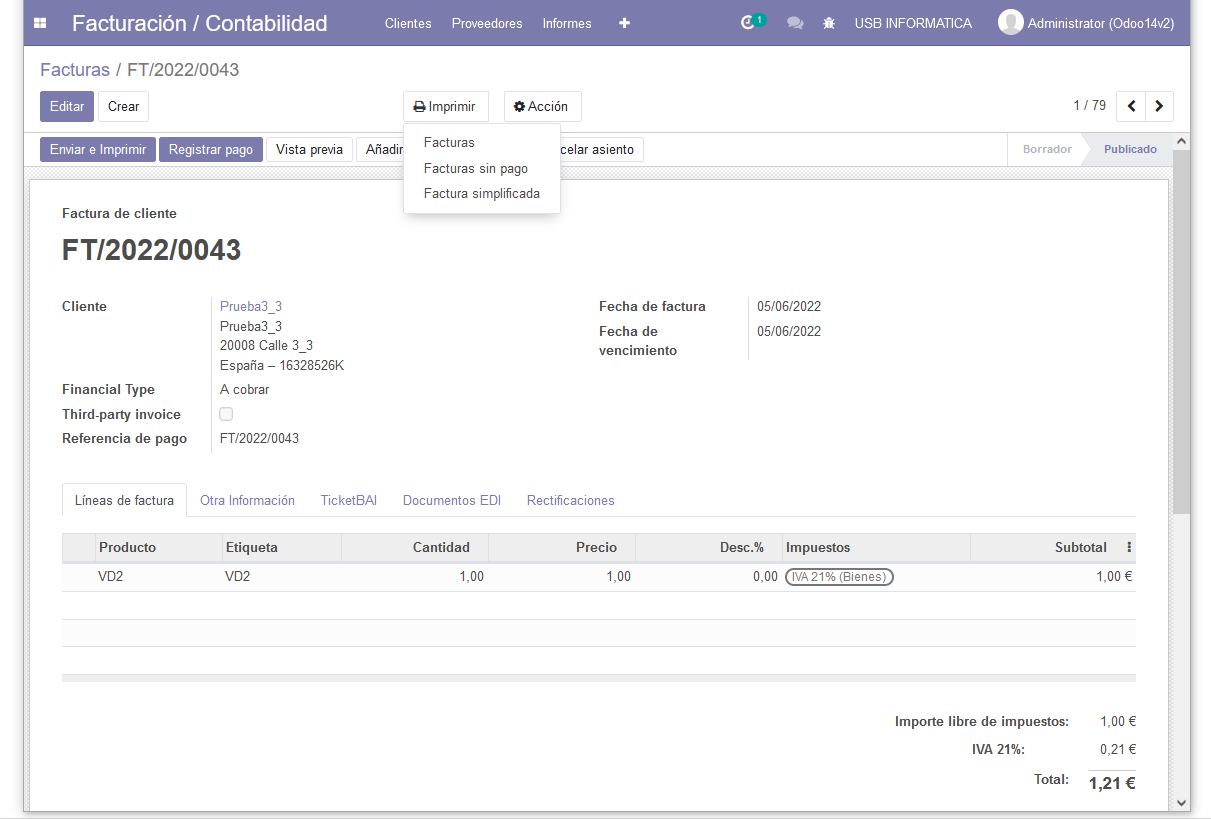 Facturación / Contabilidad Clientes Proveedores Informes 1 USB INFORMATICA Administrator (Odoo14v2)
Facturas / FT/2022/0043
Editar Crear Imprimir Acción 1 / 79
Facturas
Facturas sin pago
Factura simplificada
Enviar e Imprimir Registrar pago Vista previa Añadir celar asiento Borrador Publicado
Factura de cliente
FT/2022/0043
Cliente Prueba3_3
Prueba3_3
20008 Calle 3_3
España – 16328526K
Fecha de factura 05/06/2022
Fecha de vencimiento 05/06/2022
Financial Type A cobrar
Third-party invoice
Referencia de pago FT/2022/0043
Líneas de factura Otra Información TicketBAI Documentos EDI Rectificaciones
Producto Etiqueta Cantidad Precio Desc.% Impuestos Subtotal
VD2 VD2 1,00 1,00 0,00 IVA 21% (Bienes) 1,00 €
Importe libre de impuestos: 1,00 €
IVA 21%: 0,21 €
Total: 1,21 €